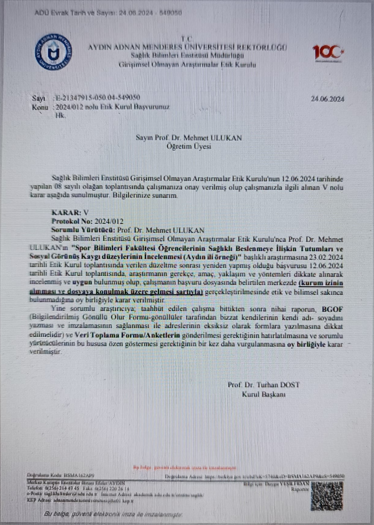 ADÜ Evrak Tarih ve Sayısı: 24.06.2024 - 549050
T.C.
AYDIN ADNAN MENDERES ÜNİVERSİTESİ REKTÖRLÜĞÜ
Sağlık Bilimleri Enstitüsü Müdürlüğü
Girişimsel Olmayan Araştırmalar Etik Kurulu
Sayı : E-21347915-050.04-549050 24.06.2024
Konu : 2024/012 nolu Etik Kurul Başvurunuz
Hk.
Sayın Prof. Dr. Mehmet ULUKAN
Öğretim Üyesi
Sağlık Bilimleri Enstitüsü Girişimsel Olmayan Araştırmalar Etik Kurulu'nun 12.06.2024 tarihinde
yapılan 08 sayılı olağan toplantısında çalışmanıza onay verilmiş olup çalışmanızla ilgili alınan V nolu
karar aşağıda sunulmuştur. Bilgilerinize sunarım.
KARAR: V
Protokol No: 2024/012
Sorumlu Yürütücü: Prof. Dr. Mehmet ULUKAN
Sağlık Bilimleri Enstitüsü Girişimsel Olmayan Araştırmalar Etik Kurulu'nca Prof. Dr. Mehmet
ULUKAN'ın "Spor Bilimleri Fakültesi Öğrencilerinin Sağlıklı Beslenmeye İlişkin Tutumları ve
Sosyal Görünüş Kaygı düzeylerinin İncelenmesi (Aydın ili örneği)" başlıklı araştırmasına 23.02.2024
tarihli Etik Kurul toplantısında verilen düzeltme sonrası yeniden yapmış olduğu başvurusu 12.06.2024
tarihli Etik Kurul toplantısında, araştırmanın gerekçe, amaç, yaklaşım ve yöntemleri dikkate alınarak
incelenmiş ve uygun bulunmuş olup, çalışmanın başvuru dosyasında belirtilen merkezde (kurum izinin
alınması ve dosyaya konulmak üzere gelmesi şartıyla) gerçekleştirilmesinde etik ve bilimsel sakınca
bulunmadığına oy birliğiyle karar verilmiştir.
Yine sorumlu araştırıcıya; taahhüt edilen çalışma bittikten sonra nihai raporun, BGOF
(Bilgilendirilmiş Gönüllü Olur Formu-gönüllüler tarafından bizzat kendilerinin kendi adı- soyadını
yazması ve imzalamasının sağlanması ile adreslerinin eksiksiz olarak formlara yazılmasına dikkat
edilmelidir) ve Veri Toplama Formu/Anketlerin gönderilmesi gerektiğinin hatırlatılmasına ve sorumlu
yürütücünün bu hususa özen göstermesi gerektiğinin bir kez daha vurgulanmasına oy birliğiyle karar
verilmiştir.
Prof. Dr. Turhan DOST
Kurul Başkanı
Bu belge, güvenli elektronik imza ile imzalanmıştır.
Bu belge, güvenli elektronik imza ile imzalanmıştır.